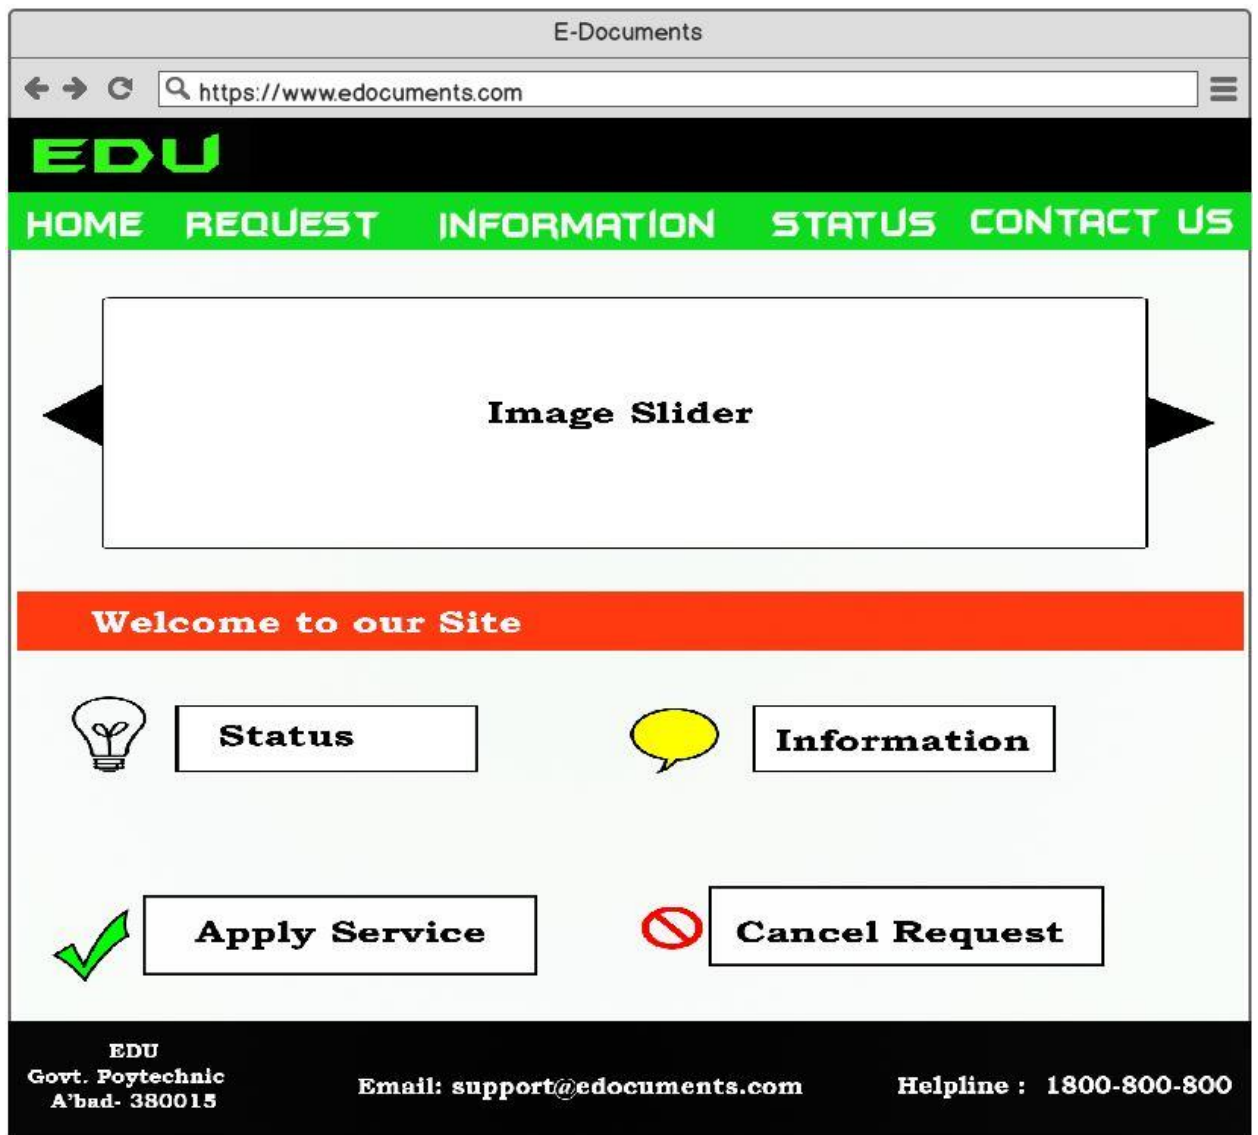 E-Documents
https://www.edocuments.com
EDU
HOME REQUEST INFORMATION STATUS CONTACT US
Image Slider
Welcome to our Site
Status Information
Apply Service Cancel Request
EDU
Govt. Poytechnic
A'bad- 380015
Email: support@edocuments.com
Helpline : 1800-800-800